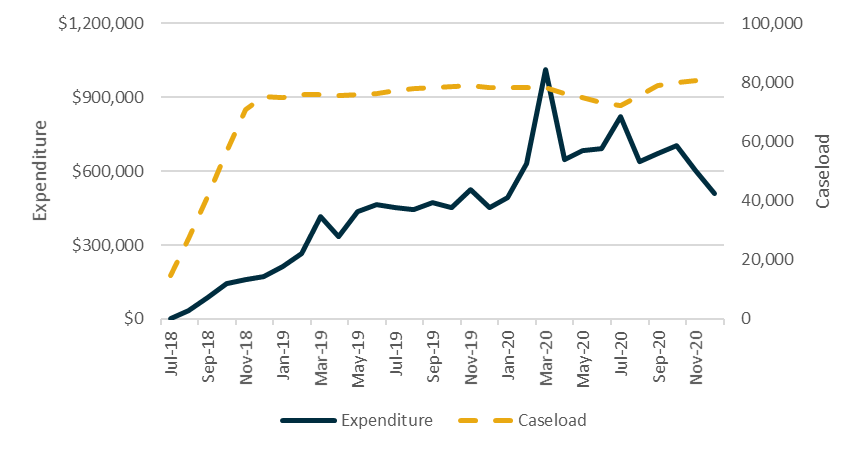 $1,200,000
$900,000
$600,000
$300,000
$0
Expenditure
100,000
80,000
60,000
40,000
20,000
0
Caseload
Jul-18
Sep-18
Nov-18
Jan-19
Mar-19
May-19
Jul-19
Sep-19
Nov-19
Jan-20
Mar-20
May-20
Jul-20
Sep-20
Nov-20
Expenditure
Caseload